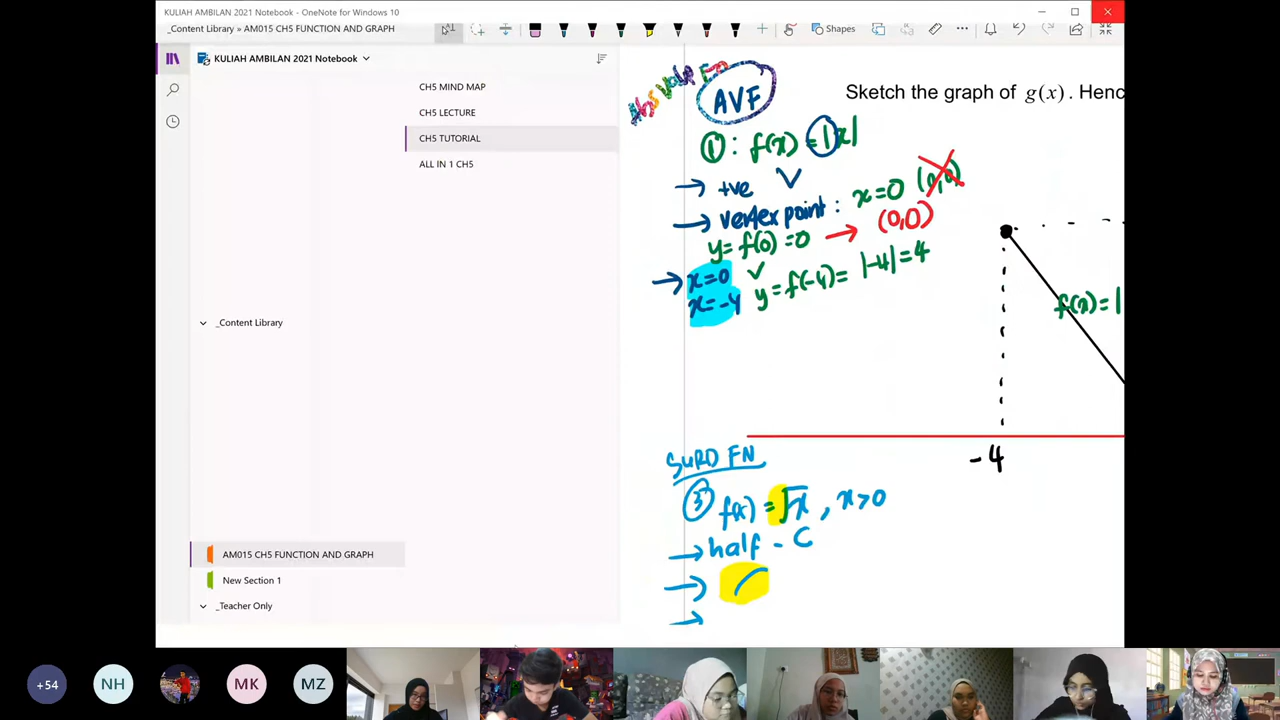 KULIAH AMBILAN 2021 Notebook - OneNote for Windows 10
_Content Library » AM015 CH5 FUNCTION AND GRAPH
Shapes
KULIAH AMBILAN 2021 Notebook
CH5 MIND MAP
CH5 LECTURE
CH5 TUTORIAL
ALL IN 1 CH5
_Content Library
AM015 CH5 FUNCTION AND GRAPH
New Section 1
_Teacher Only
Abs Value Fn
AVF
Sketch the graph of g(x). Henc
①: f(x) = |x|
→ +ve V
→ vertex point: x=0 (0,0)
y = f(0) = 0 → (0,0)
→ x=0 ✓
x=-4 y = f(-4) = |-4| = 4
f(x) = |
-4
SURD FN
③ f(x) = √x, x>0
→ half - C
→
→
+54
NH
MK
MZ